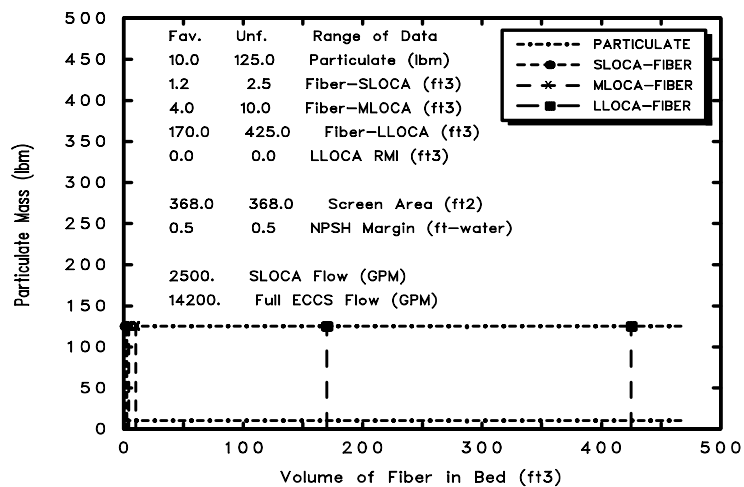 Fav. Unf. Range of Data
10.0 125.0 Particulate (lbm)
1.2 2.5 Fiber-SLOCA (ft3)
4.0 10.0 Fiber-MLOCA (ft3)
170.0 425.0 Fiber-LLOCA (ft3)
0.0 0.0 LLOCA RMI (ft3)
368.0 368.0 Screen Area (ft2)
0.5 0.5 NPSH Margin (ft-water)
2500. SLOCA Flow (GPM)
14200. Full ECCS Flow (GPM)
PARTICULATE
SLOCA-FIBER
MLOCA-FIBER
LLOCA-FIBER
Particulate Mass (lbm)
500
450
400
350
300
250
200
150
100
50
0
0 100 200 300 400 500
Volume of Fiber in Bed (ft3)